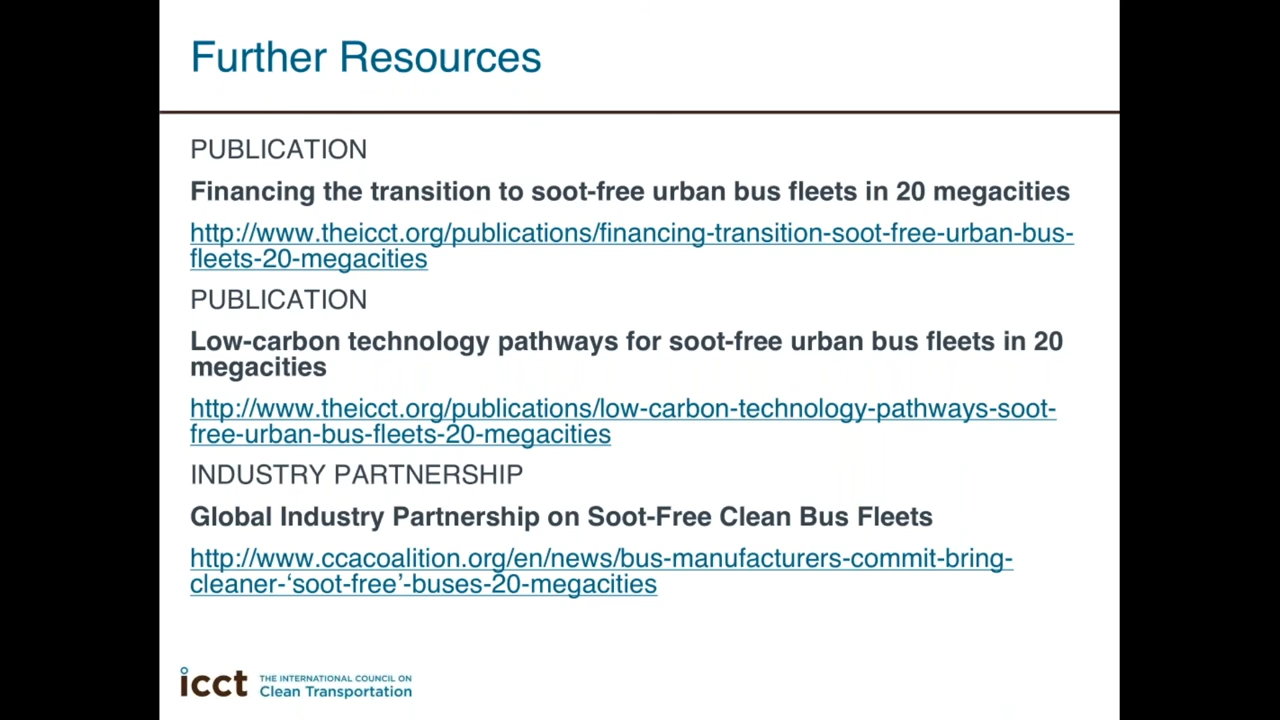 Further Resources
PUBLICATION
Financing the transition to soot-free urban bus fleets in 20 megacities
http://www.theicct.org/publications/financing-transition-soot-free-urban-bus-
fleets-20-megacities
PUBLICATION
Low-carbon technology pathways for soot-free urban bus fleets in 20
megacities
http://www.theicct.org/publications/low-carbon-technology-pathways-soot-
free-urban-bus-fleets-20-megacities
INDUSTRY PARTNERSHIP
Global Industry Partnership on Soot-Free Clean Bus Fleets
http://www.ccacoalition.org/en/news/bus-manufacturers-commit-bring-
cleaner-‘soot-free’-buses-20-megacities
icct THE INTERNATIONAL COUNCIL ON
Clean Transportation